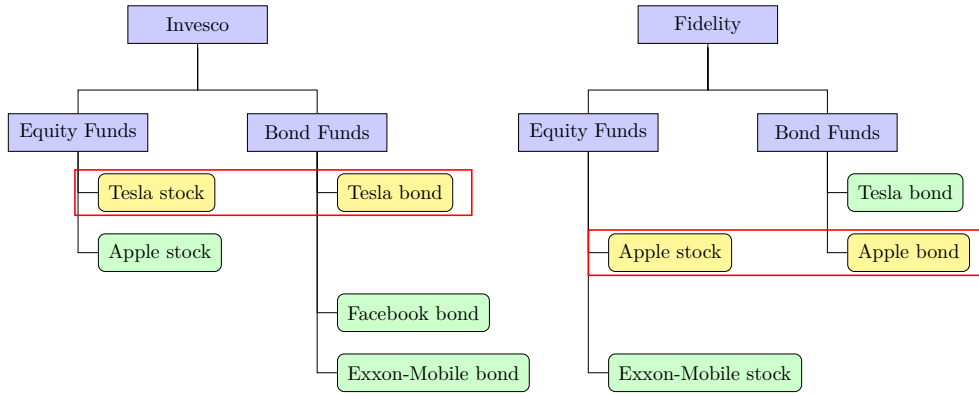 Invesco
Equity Funds
Bond Funds
Tesla stock
Tesla bond
Apple stock
Facebook bond
Exxon-Mobile bond
Fidelity
Equity Funds
Bond Funds
Tesla bond
Apple stock
Apple bond
Exxon-Mobile stock